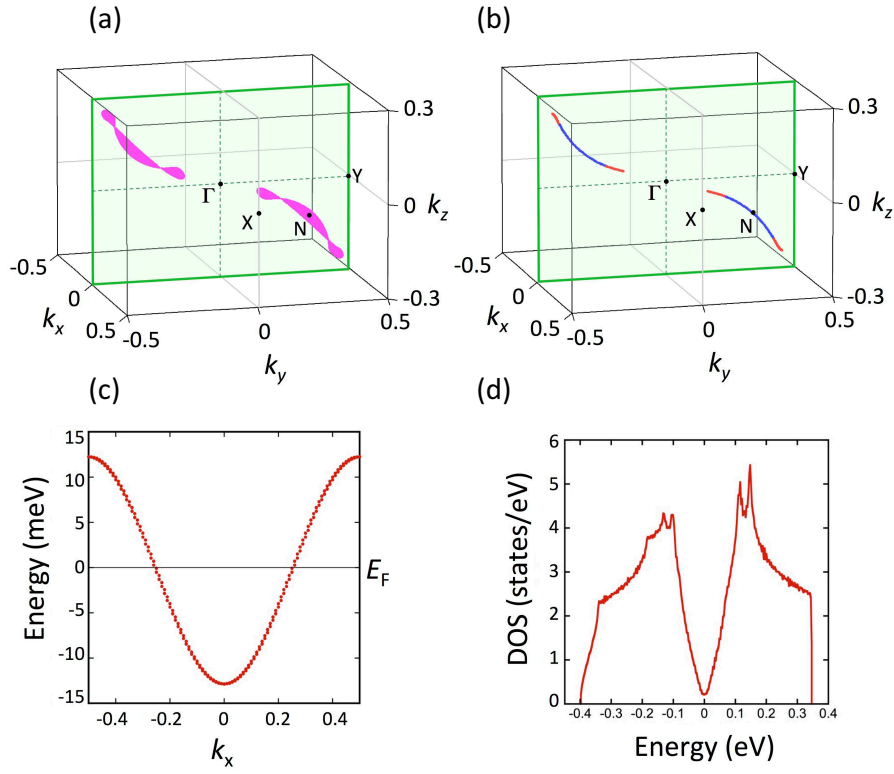 (a)
0.3
0
-0.3
k_z
Γ
X
N
Y
-0.5
0
0.5
k_x
-0.5
0
0.5
k_y
(b)
0.3
0
-0.3
k_z
Γ
X
N
Y
-0.5
0
0.5
k_x
-0.5
0
0.5
k_y
(c)
15
10
5
0
-5
-10
-15
Energy (meV)
E_F
-0.4 -0.2 0 0.2 0.4
k_x
(d)
6
5
4
3
2
1
0
DOS (states/eV)
-0.4 -0.3 -0.2 -0.1 0 0.1 0.2 0.3 0.4
Energy (eV)